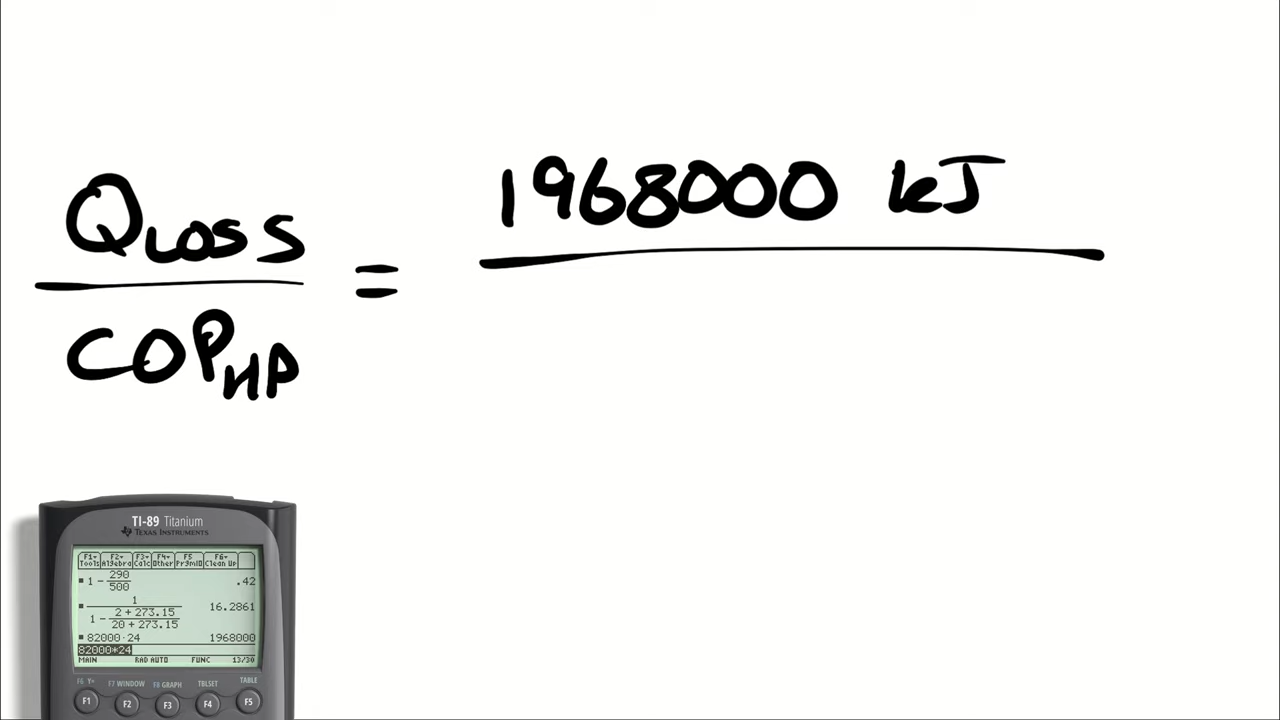 Qloss = 1968000 kJ
COPHP
TI-89 Titanium
TEXAS INSTRUMENTS
F1 F2 F3 F4 F5 F6
Tools Algebra Calc Other PrgmIO Clean Up
1 - 290/500 .42
1 16.2861
1 - 2 + 273.15
20 + 273.15
82000·24 1968000
82000*24
MAIN RAD AUTO FUNC 13/30
F6 Y= F7 WINDOW F8 GRAPH TBLSET TABLE
F1 F2 F3 F4 F5